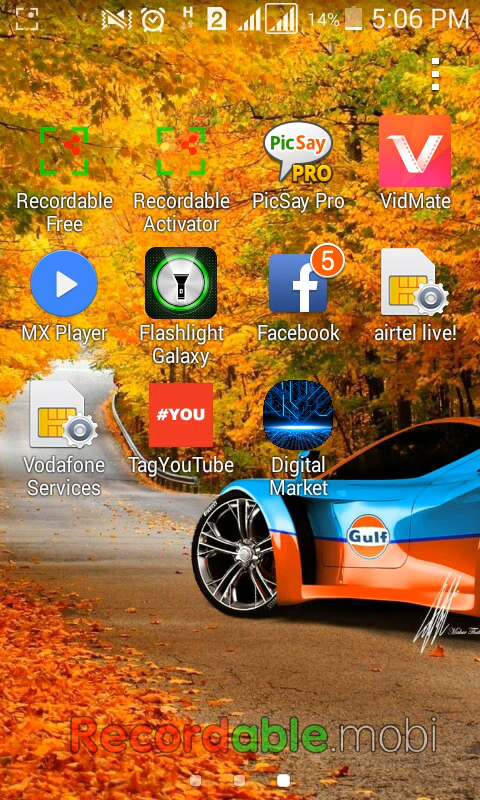 H 2 14% 5:06 PM
PicSay
PRO
Recordable Free
Recordable Activator
PicSay Pro
VidMate
5
MX Player
Flashlight Galaxy
Facebook
airtel live!
#YOU
Vodafone Services
TagYouTube
Digital Market
Gulf
Recordable.mobi